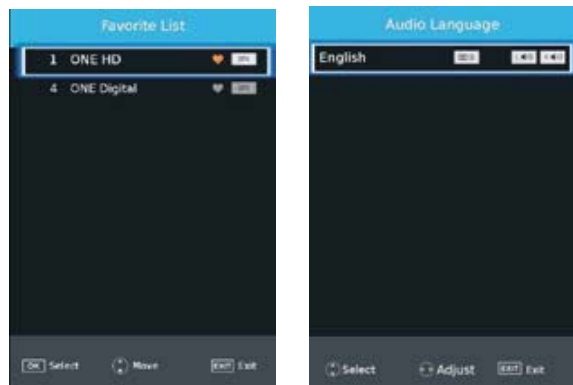 Favorite List
1 ONE HD
4 ONE Digital
OK Select Move EXIT Exit
Audio Language
English
Select Adjust EXIT Exit